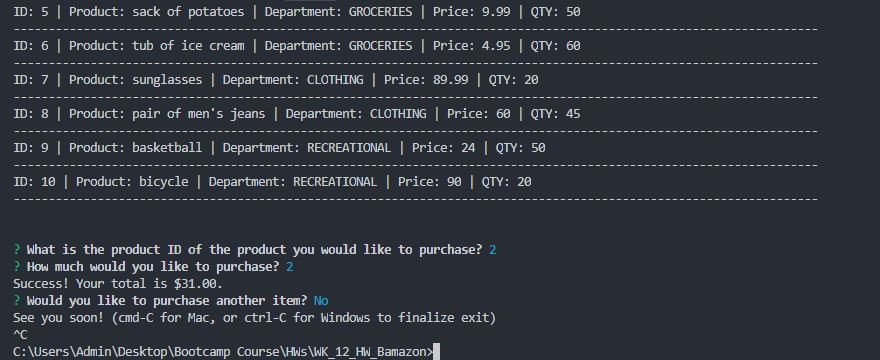 ID: 5 | Product: sack of potatoes | Department: GROCERIES | Price: 9.99 | QTY: 50
--------------------------------------------------------------------------------------------------------------------
ID: 6 | Product: tub of ice cream | Department: GROCERIES | Price: 4.95 | QTY: 60
--------------------------------------------------------------------------------------------------------------------
ID: 7 | Product: sunglasses | Department: CLOTHING | Price: 89.99 | QTY: 20
--------------------------------------------------------------------------------------------------------------------
ID: 8 | Product: pair of men's jeans | Department: CLOTHING | Price: 60 | QTY: 45
--------------------------------------------------------------------------------------------------------------------
ID: 9 | Product: basketball | Department: RECREATIONAL | Price: 24 | QTY: 50
--------------------------------------------------------------------------------------------------------------------
ID: 10 | Product: bicycle | Department: RECREATIONAL | Price: 90 | QTY: 20
--------------------------------------------------------------------------------------------------------------------
? What is the product ID of the product you would like to purchase? 2
? How much would you like to purchase? 2
Success! Your total is $31.00.
? Would you like to purchase another item? No
See you soon! (cmd-C for Mac, or ctrl-C for Windows to finalize exit)
^C
C:\Users\Admin\Desktop\Bootcamp Course\HWs\WK_12_HW_Bamazon>